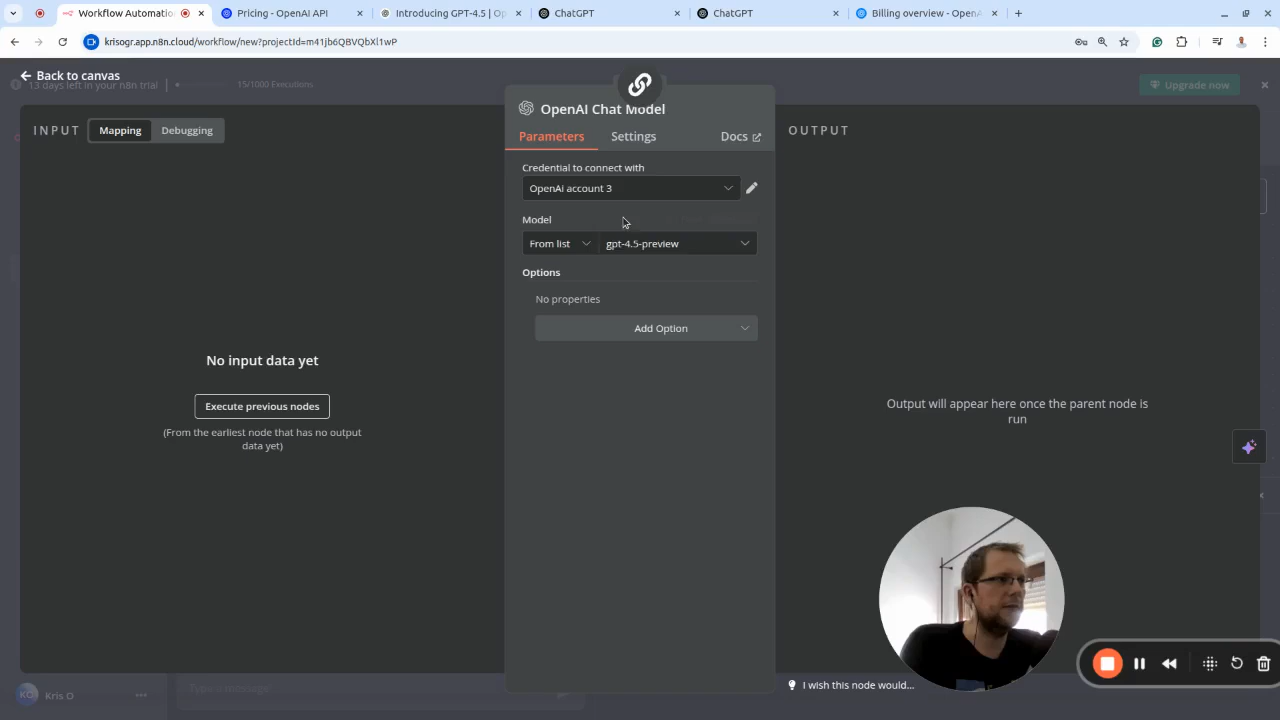 Workflow Automatio
Pricing - OpenAI API
Introducing GPT-4.5 | Op
ChatGPT
ChatGPT
Billing overview - OpenA
krisogr.app.n8n.cloud/workflow/new?projectId=m41jb6QBVQbXl1wP
Back to canvas
13 days left in your n8n trial
15/1000 Executions
Upgrade now
INPUT
Mapping
Debugging
OpenAI Chat Model
OUTPUT
Parameters
Settings
Docs
Credential to connect with
OpenAi account 3
Model
From list
gpt-4.5-preview
Options
No properties
Add Option
No input data yet
Execute previous nodes
(From the earliest node that has no output
data yet)
Output will appear here once the parent node is
run
I wish this node would...
KO
Kris O
Type a message